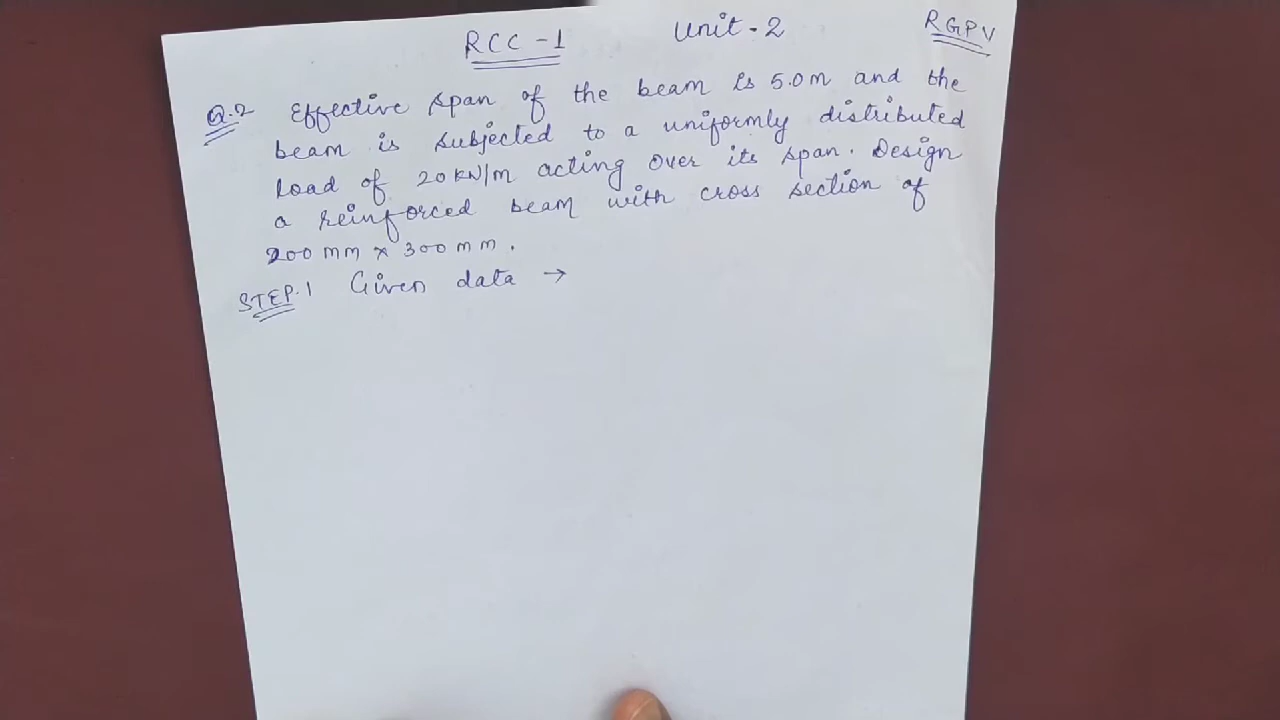 RCC -1 Unit - 2 RGPV
Q.2 Effective span of the beam is 5.0m and the
beam is subjected to a uniformly distributed
load of 20 KN/m acting over its span. Design
a reinforced beam with cross section of
200 mm x 300 mm.
STEP.1 Given data →